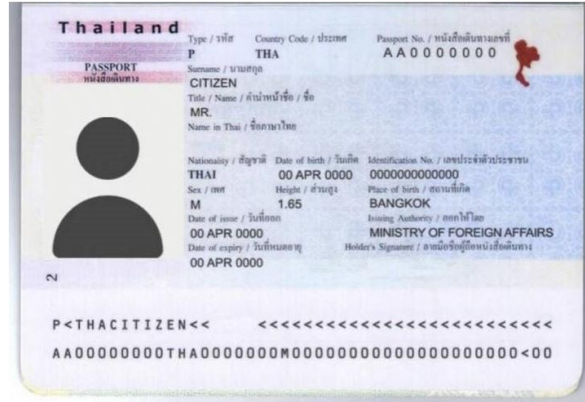 Thailand
PASSPORT
หนังสือเดินทาง
Type / รหัส Country Code / ประเทศ Passport No. / หนังสือเดินทางเลขที่
P THA AA0000000
Surname / นามสกุล
CITIZEN
Title / Name / คำนำหน้าชื่อ / ชื่อ
MR.
Name in Thai / ชื่อภาษาไทย
Nationality / สัญชาติ Date of birth / วันเกิด Identification No. / เลขประจำตัวประชาชน
THAI 00 APR 0000 0000000000000
Sex / เพศ Height / ส่วนสูง Place of birth / สถานที่เกิด
M 1.65 BANGKOK
Date of issue / วันที่ออก Issuing Authority / ออกให้โดย
00 APR 0000 MINISTRY OF FOREIGN AFFAIRS
Date of expiry / วันที่หมดอายุ Holder's Signature / ลายมือชื่อผู้ถือหนังสือเดินทาง
00 APR 0000
2
P<THACITIZEN<< <<<<<<<<<<<<<<<<<<<<<<<<<<
AA00000000THA0000000M0000000000000000000000<00